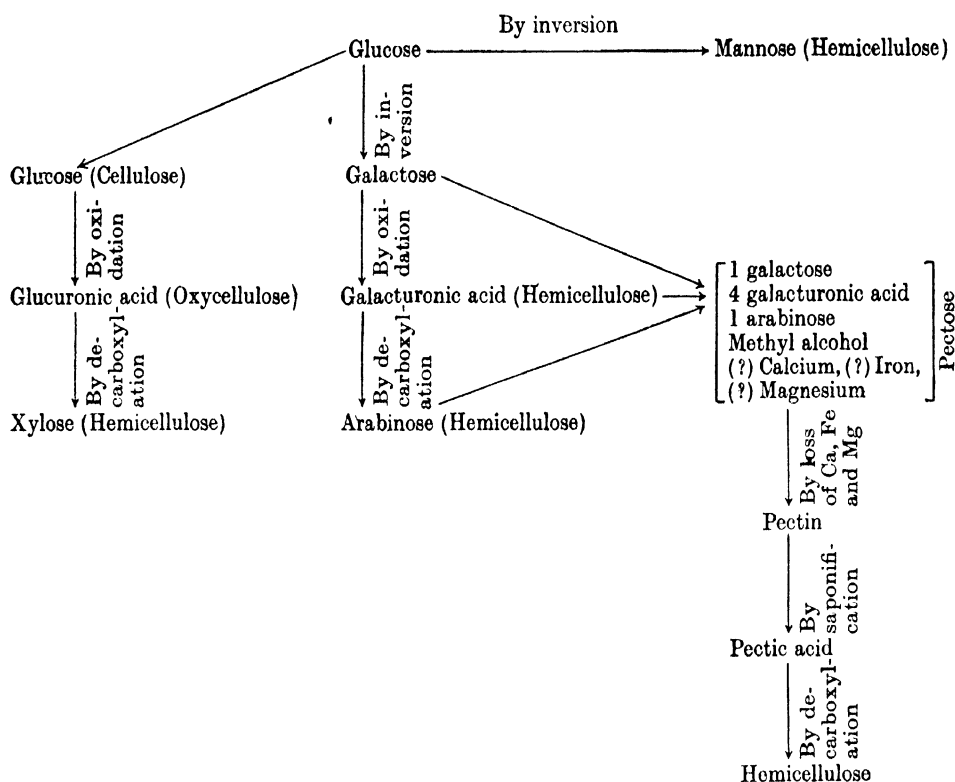 By inversion
Glucose
Mannose (Hemicellulose)
By in-
version
Glucose (Cellulose)
Galactose
By oxi-
dation
By oxi-
dation
1 galactose
Glucuronic acid (Oxycellulose)
Galacturonic acid (Hemicellulose)
4 galacturonic acid
1 arabinose
Methyl alcohol
(?) Calcium, (?) Iron,
(?) Magnesium
Pectose
By de-
carboxyl-
ation
By de-
carboxyl-
ation
Xylose (Hemicellulose)
Arabinose (Hemicellulose)
By loss
of Ca, Fe
and Mg
Pectin
By
saponifi-
cation
Pectic acid
By de-
carboxyl-
ation
Hemicellulose